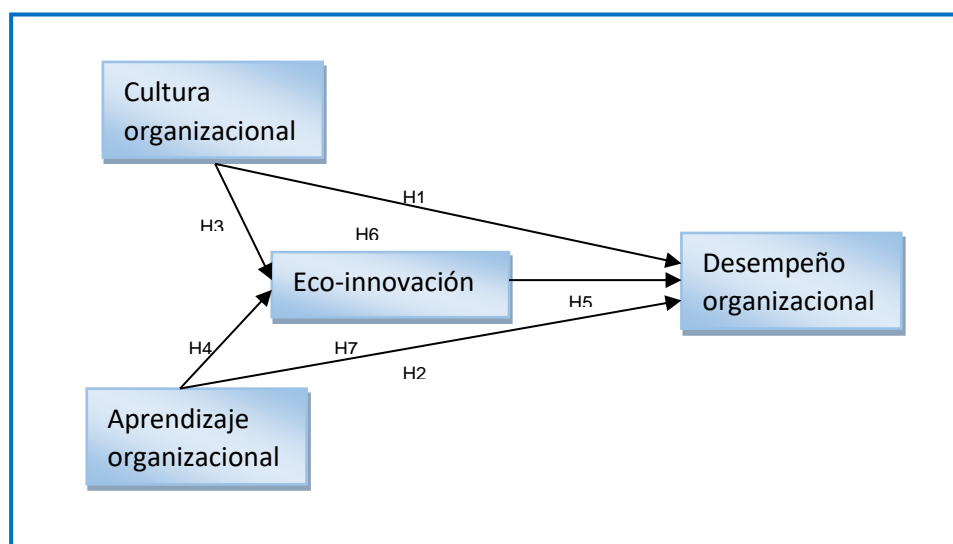 Cultura
organizacional
H1
H3
H6
Eco-innovación
Desempeño
organizacional
H5
H4
H7
H2
Aprendizaje
organizacional